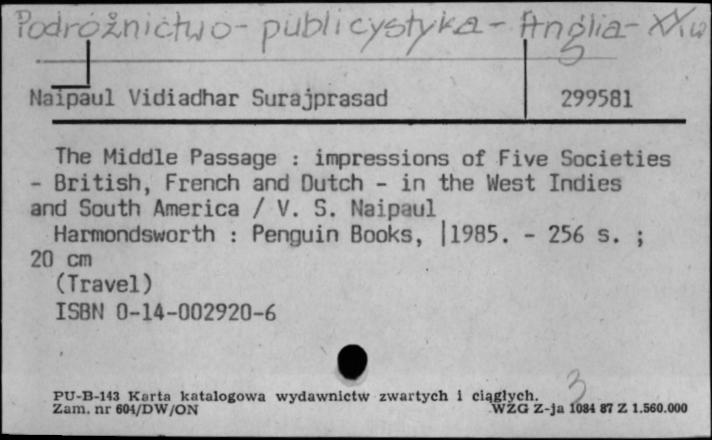 Podróżnictwo - publicystyka - Anglia - XX w
Naipaul Vidiadhar Surajprasad 299581
The Middle Passage : impressions of Five Societies
- British, French and Dutch - in the West Indies
and South America / V. S. Naipaul
Harmondsworth : Penguin Books, |1985. - 256 s. ;
20 cm
(Travel)
ISBN 0-14-002920-6
3
PU-B-143 Karta katalogowa wydawnictw zwartych i ciągłych.
Zam. nr 604/DW/ON WZG Z-ja 1084 87 Z 1.560.000